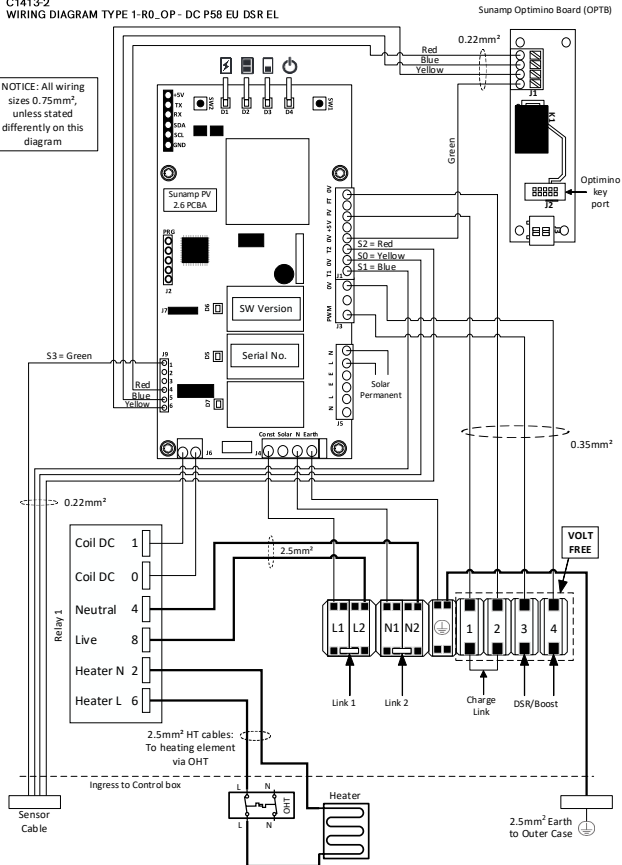 C1413-2
WIRING DIAGRAM TYPE 1-R0_OP - DC P58 EU DSR EL
Sunamp Optimino Board (OPTB)
NOTICE: All wiring
sizes 0.75mm²,
unless stated
differently on this
diagram
0.22mm²
Red
Blue
Yellow
J1
K1
Green
Optimino
key
port
J2
J3
+5V
TX
RX
SDA
SCL
GND
SW2
D1
D2
D3
D4
SW1
Sunamp PV
2.6 PCBA
0V
FT
PV
+5V
0V
T2
0V
T1
J1
S2 = Red
S0 = Yellow
S1 = Blue
PRG
J2
0V
PWM
J3
J7
D6
SW Version
D5
Serial No.
D7
S3 = Green
J9
1
2
3
4
5
6
Red
Blue
Yellow
N
L
E
E
L
N
J5
Solar
Permanent
J6
J4
Const Solar N Earth
0.35mm²
0.22mm²
VOLT
FREE
Relay 1
Coil DC 1
Coil DC 0
Neutral 4
Live 8
Heater N 2
Heater L 6
2.5mm²
L1 L2
N1 N2
1
2
3
4
Link 1
Link 2
Charge
Link
DSR/Boost
2.5mm² HT cables:
To heating element
via OHT
Ingress to Control box
Sensor
Cable
L
N
OHT
L
N
Heater
2.5mm² Earth
to Outer Case